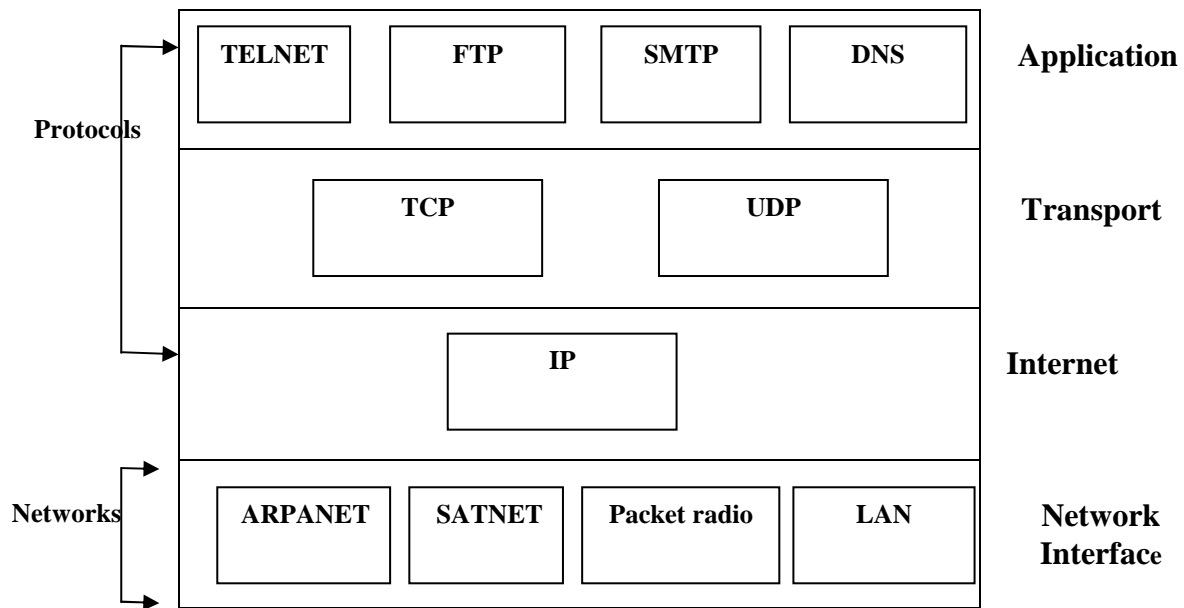 TELNET FTP SMTP DNS Application
Protocols
TCP UDP Transport
IP Internet
Networks ARPANET SATNET Packet radio LAN Network
Interface